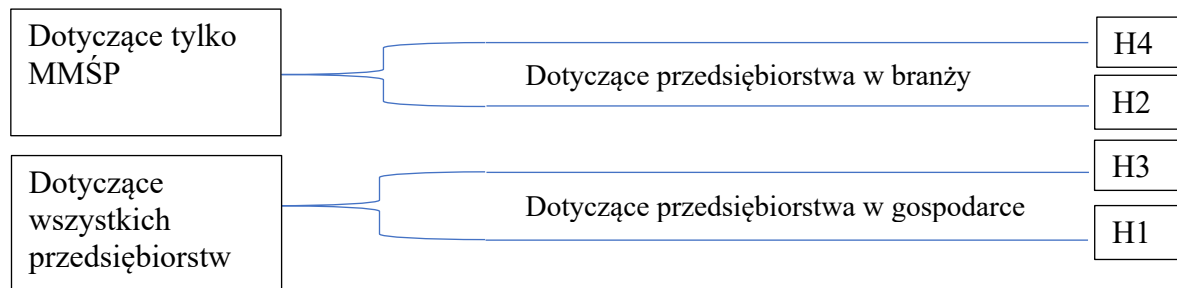 Dotyczące tylko
MMŚP
Dotyczące przedsiębiorstwa w branży
H4
H2
Dotyczące
wszystkich
przedsiębiorstw
Dotyczące przedsiębiorstwa w gospodarce
H3
H1